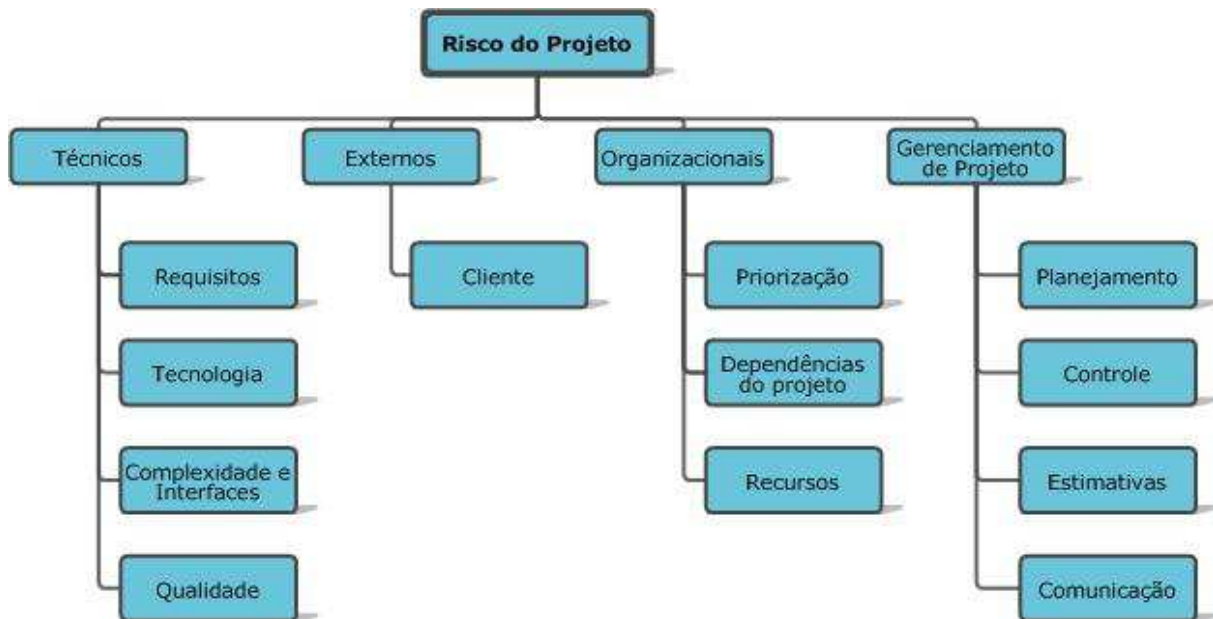 Risco do Projeto
Técnicos
Externos
Organizacionais
Gerenciamento
de Projeto
Requisitos
Cliente
Priorização
Planejamento
Tecnologia
Dependências
do projeto
Controle
Complexidade e
Interfaces
Recursos
Estimativas
Qualidade
Comunicação